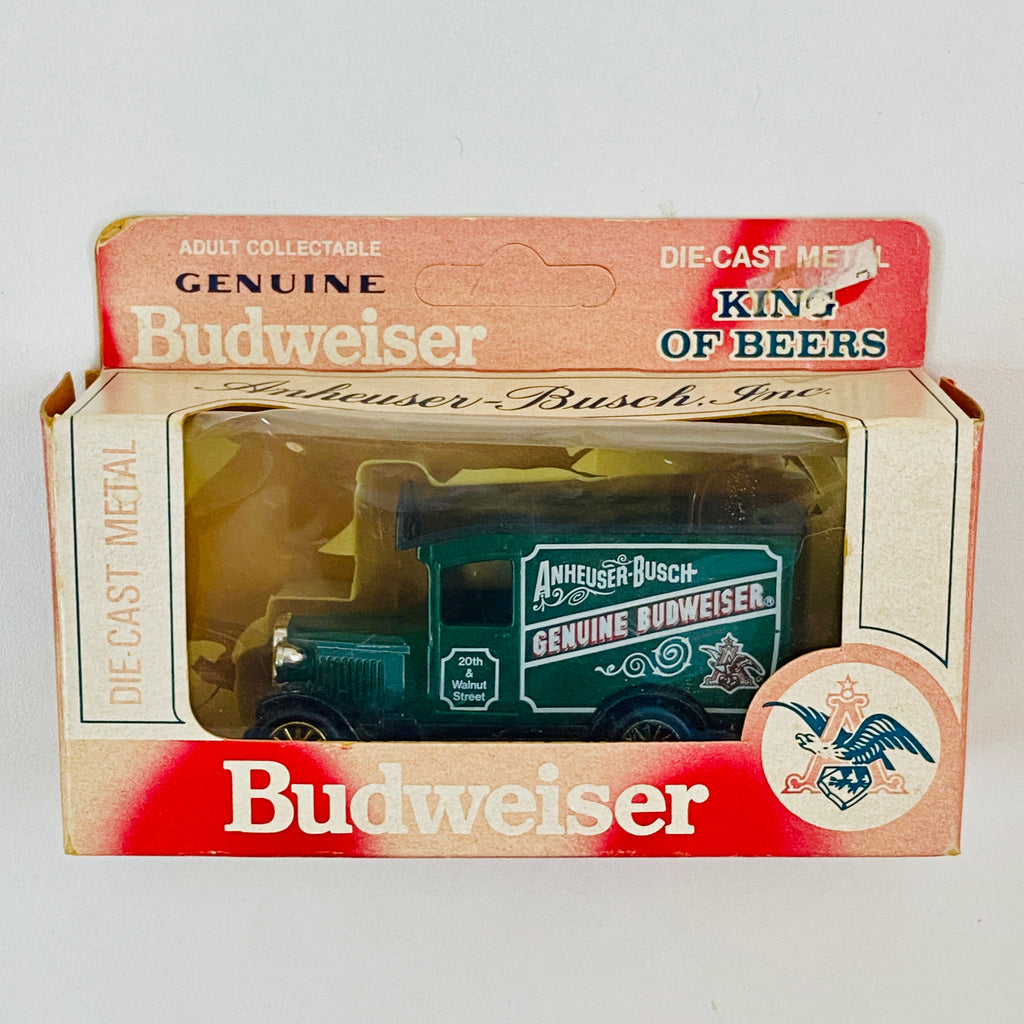 ADULT COLLECTABLE
GENUINE
Budweiser
DIE-CAST METAL
KING
OF BEERS
Anheuser-Busch, Inc.
DIE-CAST METAL
ANHEUSER-BUSCH
GENUINE BUDWEISER®
20th
&
Walnut
Street
A
Budweiser
A